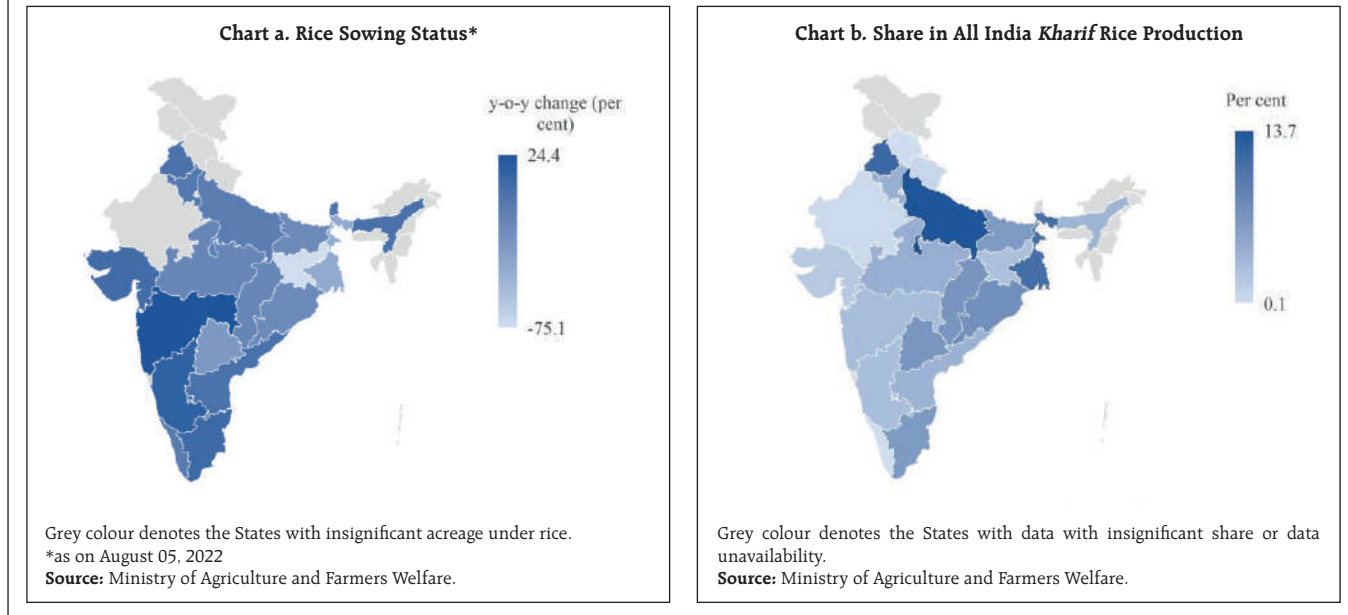 Chart a. Rice Sowing Status*
y-o-y change (per
cent)
24.4
-75.1
Grey colour denotes the States with insignificant acreage under rice.
*as on August 05, 2022
Source: Ministry of Agriculture and Farmers Welfare.
Chart b. Share in All India Kharif Rice Production
Per cent
13.7
0.1
Grey colour denotes the States with data with insignificant share or data
unavailability.
Source: Ministry of Agriculture and Farmers Welfare.